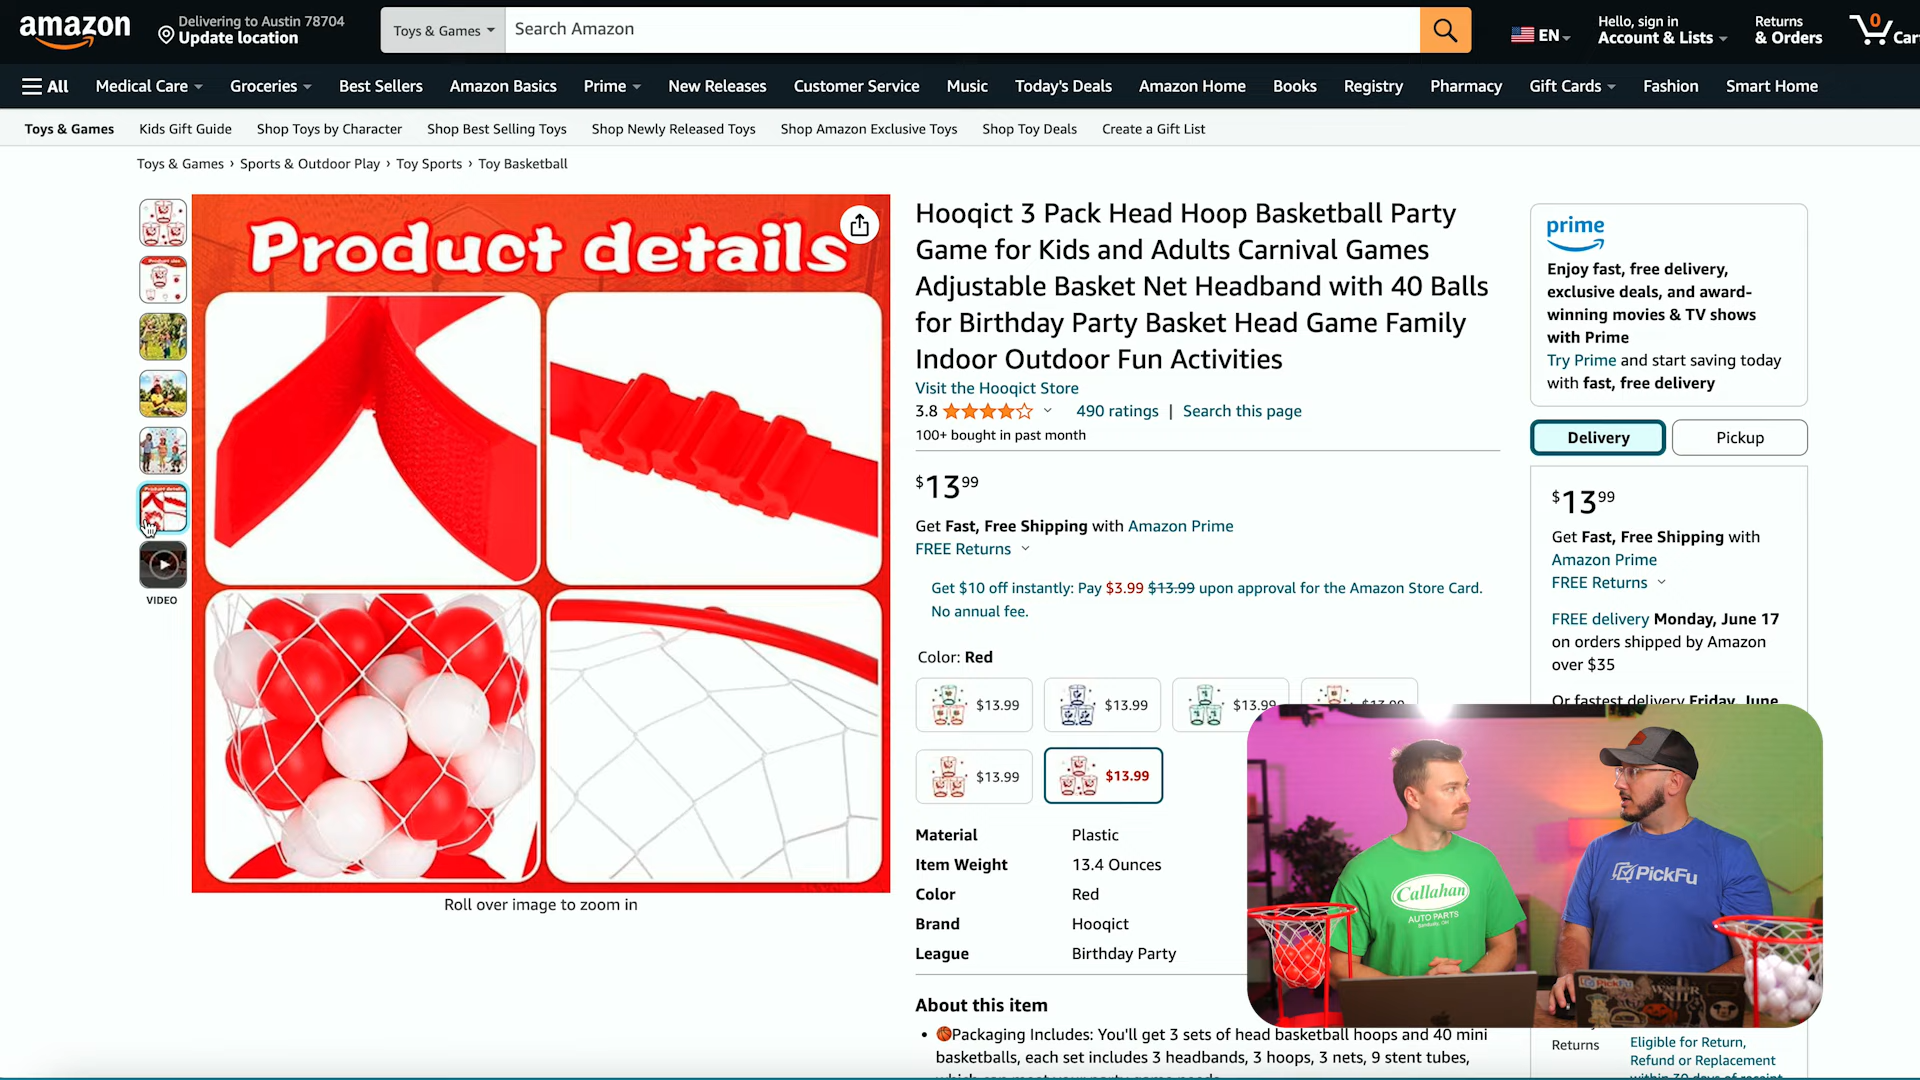 amazon
Delivering to Austin 78704
Update location
Toys & Games
Search Amazon
EN
Hello, sign in
Account & Lists
Returns
& Orders
0
Cart
All
Medical Care
Groceries
Best Sellers
Amazon Basics
Prime
New Releases
Customer Service
Music
Today's Deals
Amazon Home
Books
Registry
Pharmacy
Gift Cards
Fashion
Smart Home
Toys & Games
Kids Gift Guide
Shop Toys by Character
Shop Best Selling Toys
Shop Newly Released Toys
Shop Amazon Exclusive Toys
Shop Toy Deals
Create a Gift List
Toys & Games › Sports & Outdoor Play › Toy Sports › Toy Basketball
VIDEO
Product details
Roll over image to zoom in
Hooqict 3 Pack Head Hoop Basketball Party
Game for Kids and Adults Carnival Games
Adjustable Basket Net Headband with 40 Balls
for Birthday Party Basket Head Game Family
Indoor Outdoor Fun Activities
Visit the Hooqict Store
3.8
490 ratings | Search this page
100+ bought in past month
$13.99
Get Fast, Free Shipping with Amazon Prime
FREE Returns
Get $10 off instantly: Pay $3.99 $13.99 upon approval for the Amazon Store Card.
No annual fee.
Color: Red
$13.99
$13.99
$13.99
$13.99
$13.99
$13.99
Material Plastic
Item Weight 13.4 Ounces
Color Red
Brand Hooqict
League Birthday Party
About this item
• 🏀Packaging Includes: You'll get 3 sets of head basketball hoops and 40 mini
basketballs, each set includes 3 headbands, 3 hoops, 3 nets, 9 stent tubes,
prime
Enjoy fast, free delivery,
exclusive deals, and award-
winning movies & TV shows
with Prime
Try Prime and start saving today
with fast, free delivery
Delivery
Pickup
$13.99
Get Fast, Free Shipping with
Amazon Prime
FREE Returns
FREE delivery Monday, June 17
on orders shipped by Amazon
over $35
Or fastest delivery Friday, June
Callahan
AUTO PARTS
PickFu
PickFu
Returns
Eligible for Return,
Refund or Replacement
within 30 days of receipt